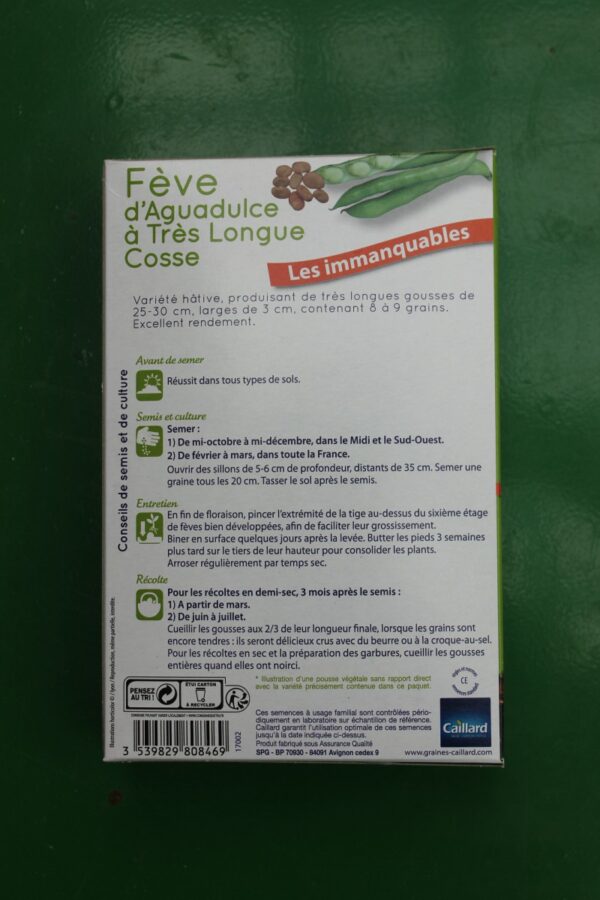 Fève
d'Aguadulce
à Très Longue
Cosse
Les immanquables
Variété hâtive, produisant de très longues gousses de
25-30 cm, larges de 3 cm, contenant 8 à 9 grains.
Excellent rendement.
Conseils de semis et de culture
Avant de semer
Réussit dans tous types de sols.
Semis et culture
Semer :
1) De mi-octobre à mi-décembre, dans le Midi et le Sud-Ouest.
2) De février à mars, dans toute la France.
Ouvrir des sillons de 5-6 cm de profondeur, distants de 35 cm. Semer une
graine tous les 20 cm. Tasser le sol après le semis.
Entretien
En fin de floraison, pincer l'extrémité de la tige au-dessus du sixième étage
de fèves bien développées, afin de faciliter leur grossissement.
Biner en surface quelques jours après la levée. Butter les pieds 3 semaines
plus tard sur le tiers de leur hauteur pour consolider les plants.
Arroser régulièrement par temps sec.
Récolte
Pour les récoltes en demi-sec, 3 mois après le semis :
1) A partir de mars.
2) De juin à juillet.
Cueillir les gousses aux 2/3 de leur longueur finale, lorsque les grains sont
encore tendres : ils seront délicieux crus avec du beurre ou à la croque-au-sel.
Pour les récoltes en sec et la préparation des garbures, cueillir les gousses
entières quand elles ont noirci.
* Illustration d'une pousse végétale sans rapport direct
avec la variété précisément contenue dans ce paquet.
PENSEZ
AU TRI !
ÉTUI CARTON
À RECYCLER
CE
Ces semences à usage familial sont contrôlées pério-
diquement en laboratoire sur échantillon de référence.
Caillard garantit l'utilisation optimale de ces semences
jusqu'à la date indiquée ci-dessus.
Produit fabriqué sous Assurance Qualité
SPG - BP 70930 - 84091 Avignon cedex 9
Caillard
www.graines-caillard.com
3 539829 808469
17002